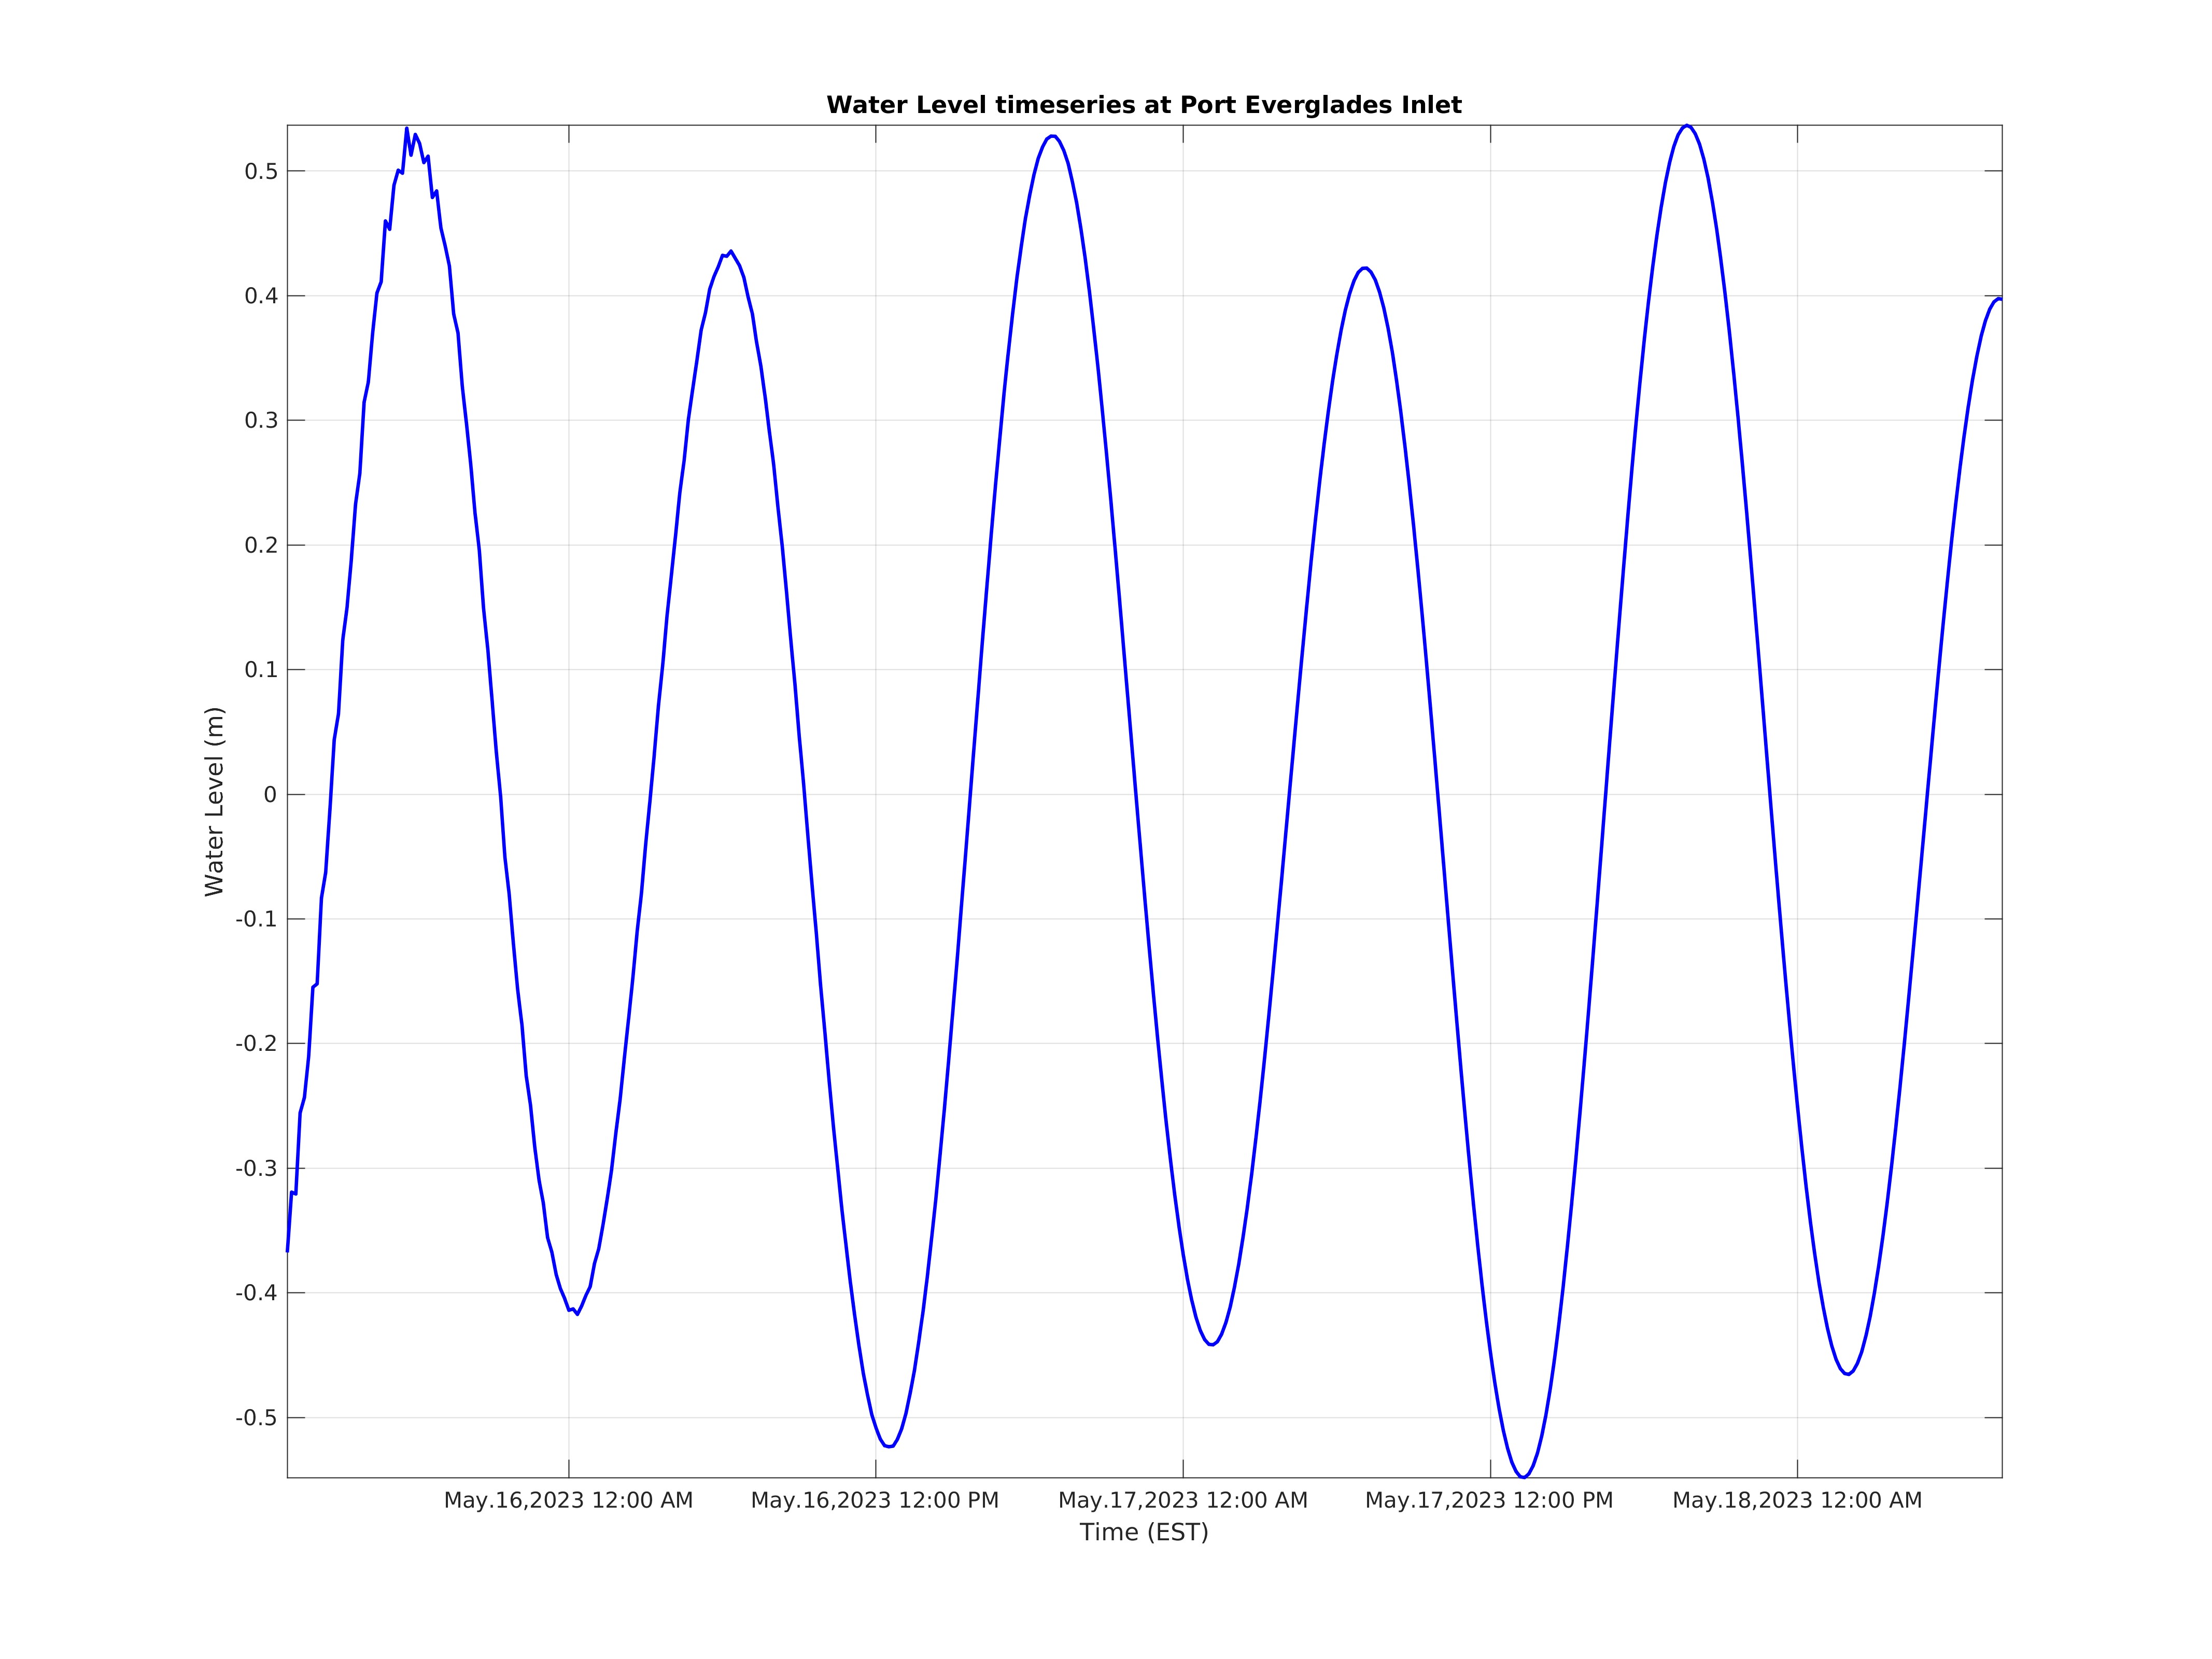 Water Level timeseries at Port Everglades Inlet
0.5
0.4
0.3
0.2
0.1
0
-0.1
-0.2
-0.3
-0.4
-0.5
Water Level (m)
May.16,2023 12:00 AM
May.16,2023 12:00 PM
May.17,2023 12:00 AM
May.17,2023 12:00 PM
May.18,2023 12:00 AM
Time (EST)